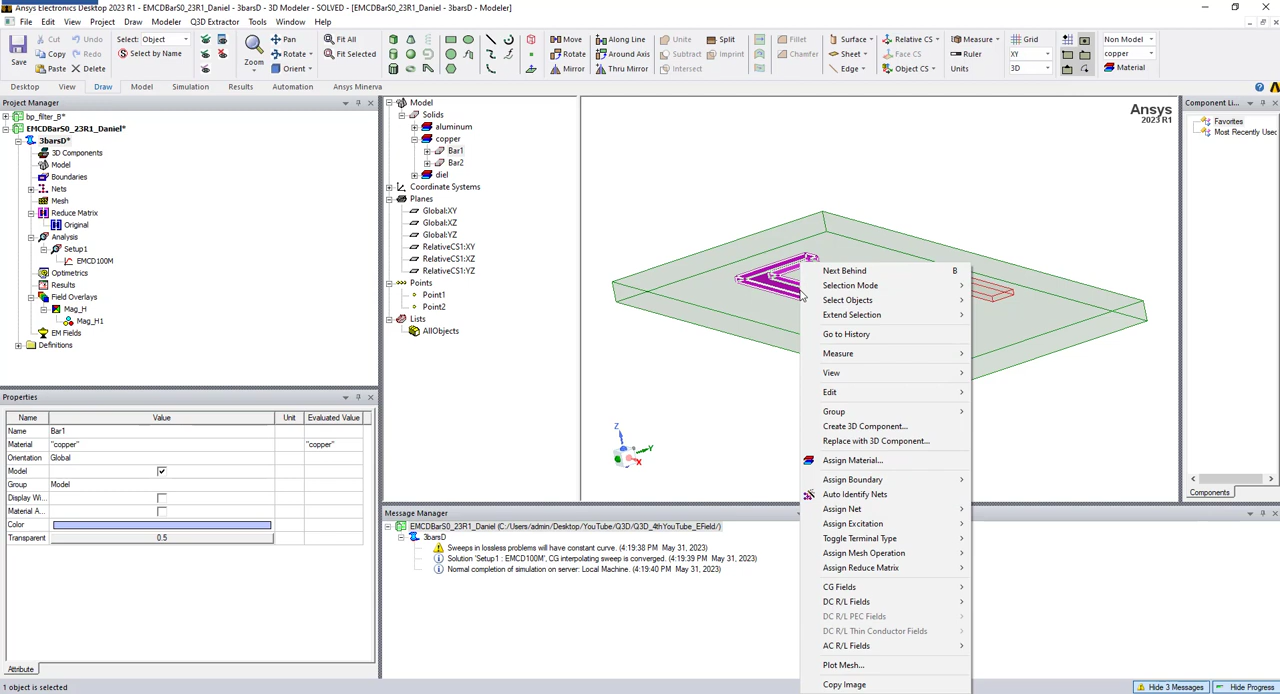 Ansys Electronics Desktop 2023 R1 - EMCDBarS0_23R1_Daniel - 3barsD - 3D Modeler - SOLVED - [EMCDBarS0_23R1_Daniel - 3barsD - Modeler]
File Edit View Project Draw Modeler Q3D Extractor Tools Window Help
Cut Undo Select: Object Pan Fit All Move Along Line Unite Split Fillet Surface Relative CS Measure Grid Non Model
Save Copy Redo Select by Name Zoom Rotate Fit Selected Rotate Around Axis Subtract Imprint Chamfer Sheet Face CS Ruler XY copper
Paste Delete Orient Mirror Thru Mirror Intersect Edge Object CS Units 3D Material
Desktop View Draw Model Simulation Results Automation Ansys Minerva
Project Manager
bp_filter_B*
EMCDBarS0_23R1_Daniel*
3barsD*
3D Components
Model
Boundaries
Nets
Mesh
Reduce Matrix
Original
Analysis
Setup1
EMCD100M
Optimetrics
Results
Field Overlays
Mag_H
Mag_H1
EM Fields
Definitions
Properties
Name Value Unit Evaluated Value
Name Bar1
Material "copper" "copper"
Orientation Global
Model
Group Model
Display Wi...
Material A...
Color
Transparent 0.5
Attribute
Model
Solids
aluminum
copper
Bar1
Bar2
diel
Coordinate Systems
Planes
Global:XY
Global:XZ
Global:YZ
RelativeCS1:XY
RelativeCS1:XZ
RelativeCS1:YZ
Points
Point1
Point2
Lists
AllObjects
Ansys
2023 R1
Z
Y
X
Next Behind B
Selection Mode
Select Objects
Extend Selection
Go to History
Measure
View
Edit
Group
Create 3D Component...
Replace with 3D Component...
Assign Material...
Assign Boundary
Auto Identify Nets
Assign Net
Assign Excitation
Toggle Terminal Type
Assign Mesh Operation
Assign Reduce Matrix
CG Fields
DC R/L Fields
DC R/L PEC Fields
DC R/L Thin Conductor Fields
AC R/L Fields
Plot Mesh...
Copy Image
Component Li...
Favorites
Most Recently Used
Components
Message Manager
EMCDBarS0_23R1_Daniel (C:/Users/admin/Desktop/YouTube/Q3D/Q3D_4thYouTube_EField/)
3barsD
Sweeps in lossless problems will have constant curve. (4:19:38 PM May 31, 2023)
Solution 'Setup1 : EMCD100M', CG interpolating sweep is converged. (4:19:39 PM May 31, 2023)
Normal completion of simulation on server: Local Machine. (4:19:40 PM May 31, 2023)
1 object is selected
Hide 3 Messages Hide Progress